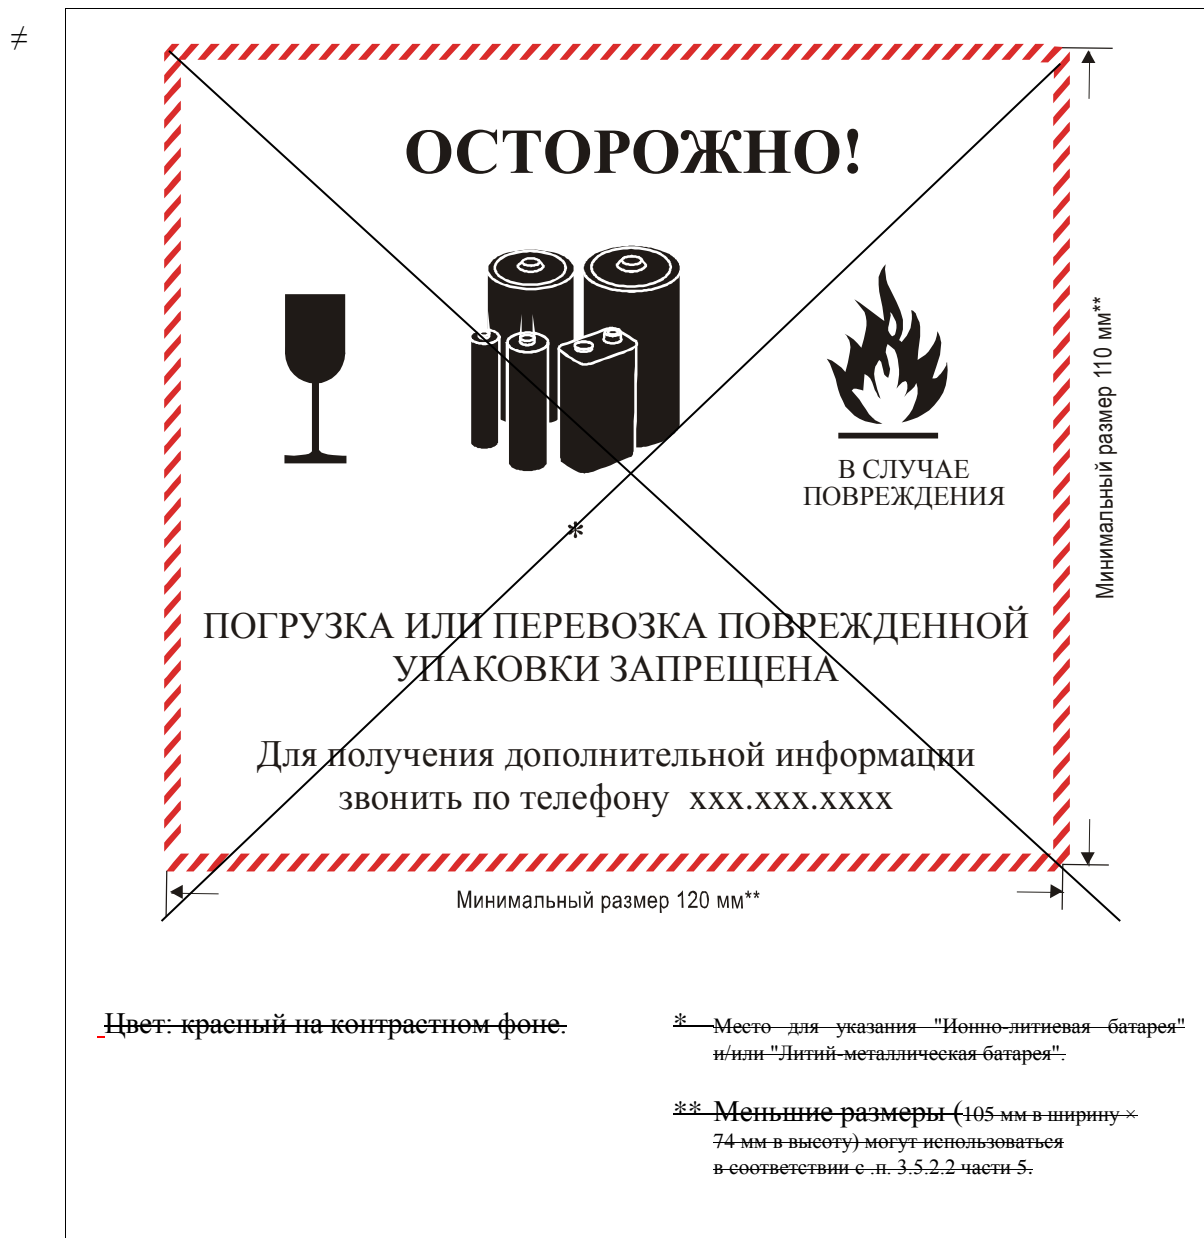 ≠
ОСТОРОЖНО!
В СЛУЧАЕ
ПОВРЕЖДЕНИЯ
*
ПОГРУЗКА ИЛИ ПЕРЕВОЗКА ПОВРЕЖДЕННОЙ
УПАКОВКИ ЗАПРЕЩЕНА
Для получения дополнительной информации
звонить по телефону xxx.xxx.xxxx
Минимальный размер 110 мм**
Минимальный размер 120 мм**
Цвет: красный на контрастном фоне.
* Место для указания "Ионно-литиевая батарея"
и/или "Литий-металлическая батарея".
** Меньшие размеры (105 мм в ширину ×
74 мм в высоту) могут использоваться
в соответствии с .п. 3.5.2.2 части 5.